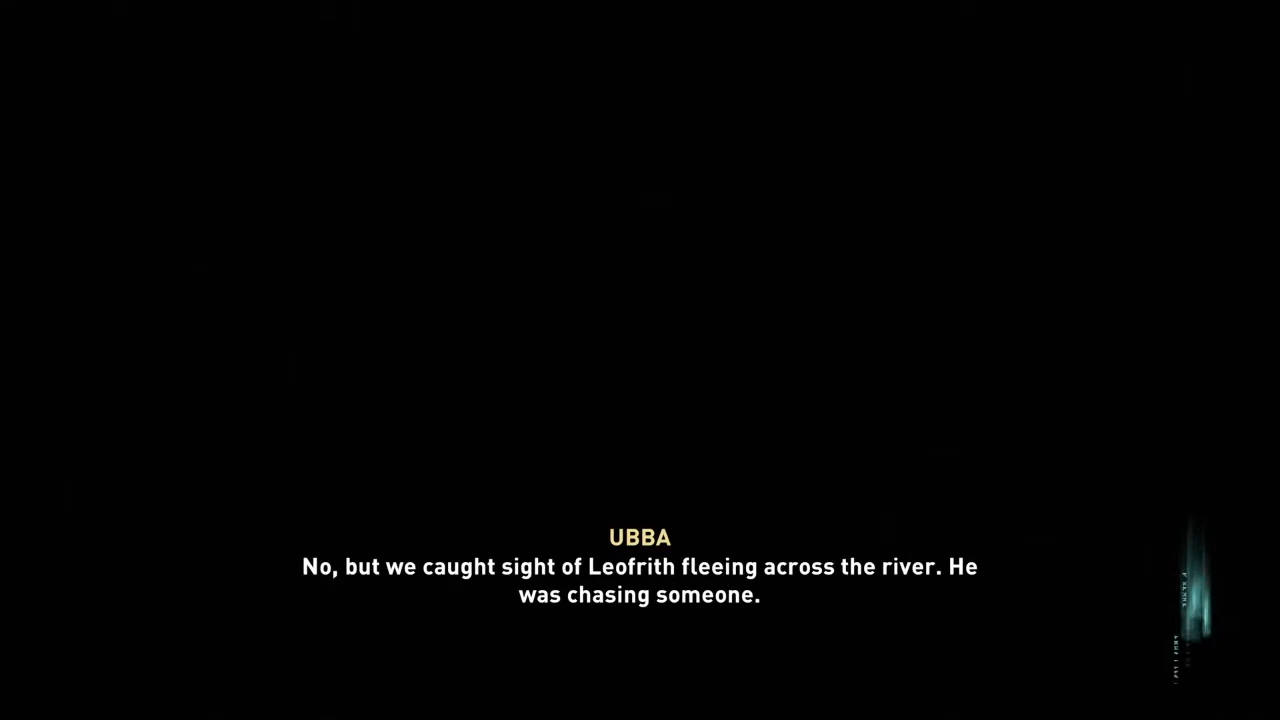 UBBA
No, but we caught sight of Leofrith fleeing across the river. He
was chasing someone.